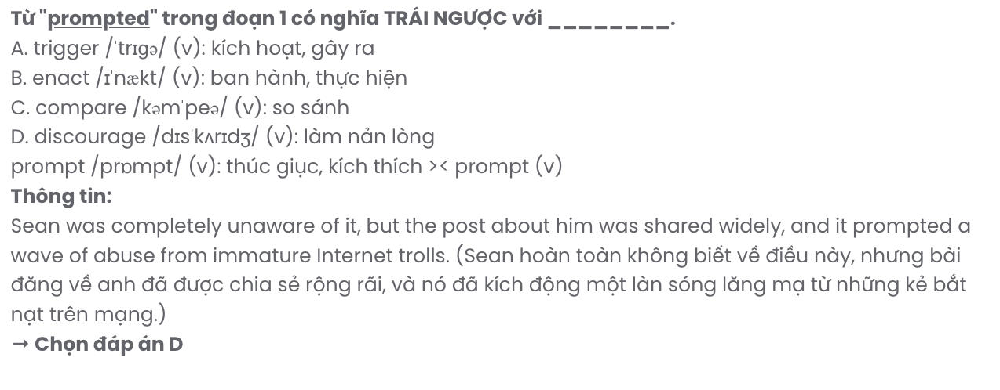 Từ "prompted" trong đoạn 1 có nghĩa TRÁI NGƯỢC với ________.
A. trigger /ˈtrɪɡə/ (v): kích hoạt, gây ra
B. enact /ɪˈnækt/ (v): ban hành, thực hiện
C. compare /kəmˈpeə/ (v): so sánh
D. discourage /dɪsˈkʌrɪdʒ/ (v): làm nản lòng
prompt /prɒmpt/ (v): thúc giục, kích thích >< prompt (v)
Thông tin:
Sean was completely unaware of it, but the post about him was shared widely, and it prompted a
wave of abuse from immature Internet trolls. (Sean hoàn toàn không biết về điều này, nhưng bài
đăng về anh đã được chia sẻ rộng rãi, và nó đã kích động một làn sóng lăng mạ từ những kẻ bắt
nạt trên mạng.)
→ Chọn đáp án D